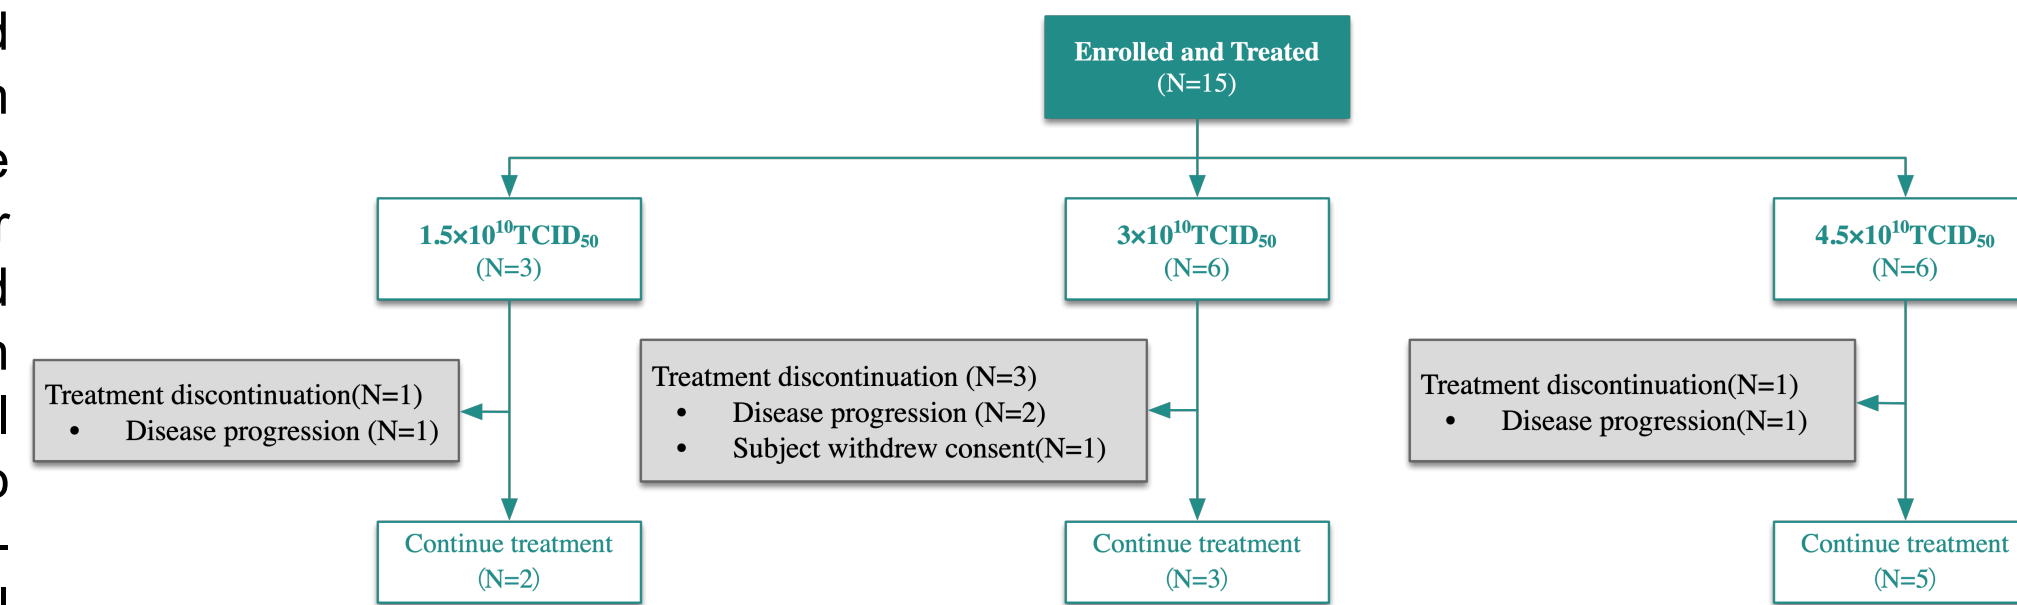 Enrolled and Treated
(N=15)
1.5×10¹⁰TCID₅₀
(N=3)
3×10¹⁰TCID₅₀
(N=6)
4.5×10¹⁰TCID₅₀
(N=6)
Treatment discontinuation(N=1)
• Disease progression (N=1)
Treatment discontinuation (N=3)
• Disease progression (N=2)
• Subject withdrew consent(N=1)
Treatment discontinuation(N=1)
• Disease progression(N=1)
Continue treatment
(N=2)
Continue treatment
(N=3)
Continue treatment
(N=5)